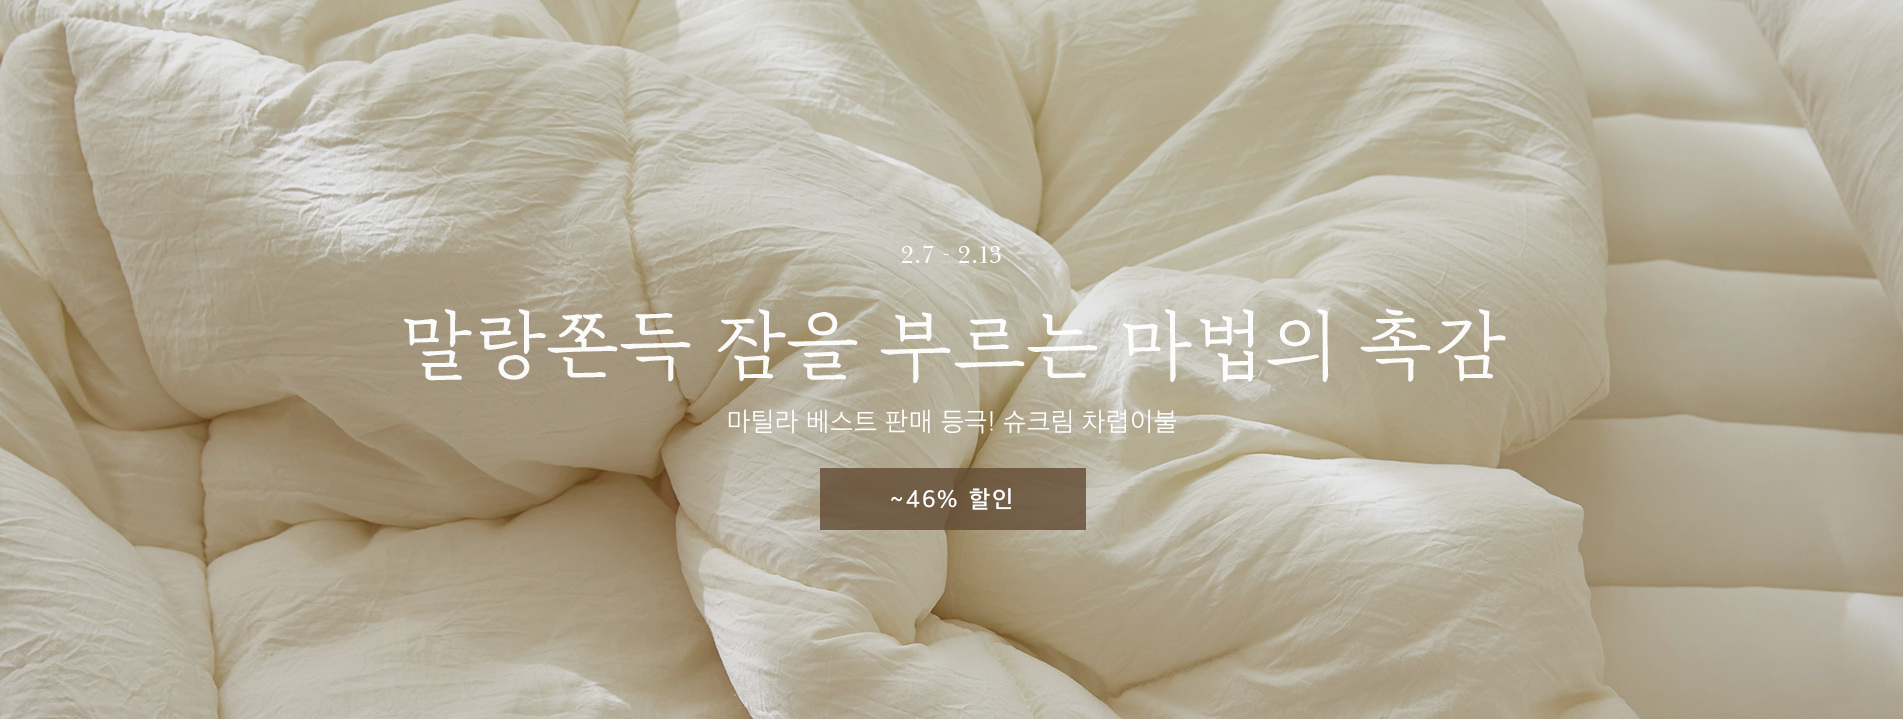 2.7 - 2.13
말랑쫀득 잠을 부르는 마법의 촉감
마틸라 베스트 판매 등극! 슈크림 차렵이불
~46% 할인